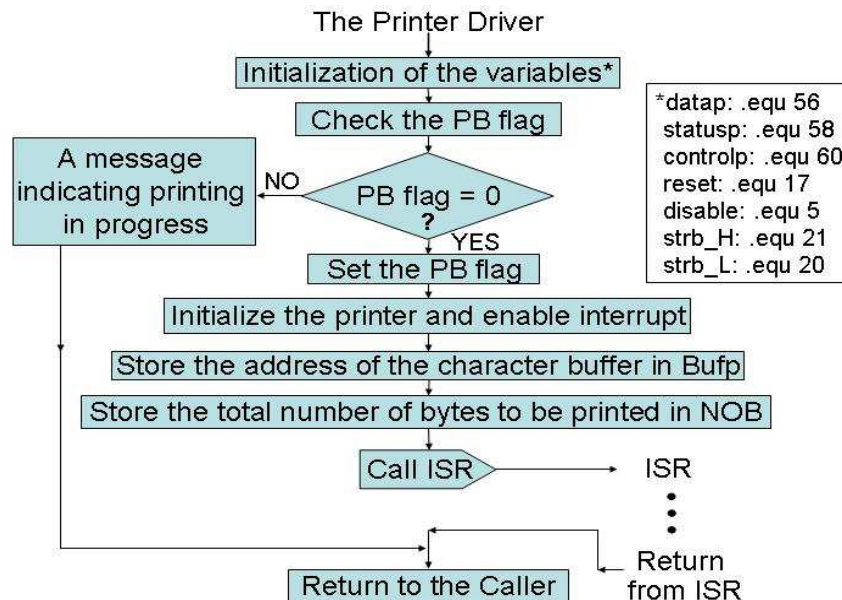 The Printer Driver
Initialization of the variables*
Check the PB flag
PB flag = 0
?
NO
A message
indicating printing
in progress
YES
Set the PB flag
Initialize the printer and enable interrupt
Store the address of the character buffer in Bufp
Store the total number of bytes to be printed in NOB
Call ISR
ISR
Return
from ISR
Return to the Caller
*datap: .equ 56
statusp: .equ 58
controlp: .equ 60
reset: .equ 17
disable: .equ 5
strb_H: .equ 21
strb_L: .equ 20